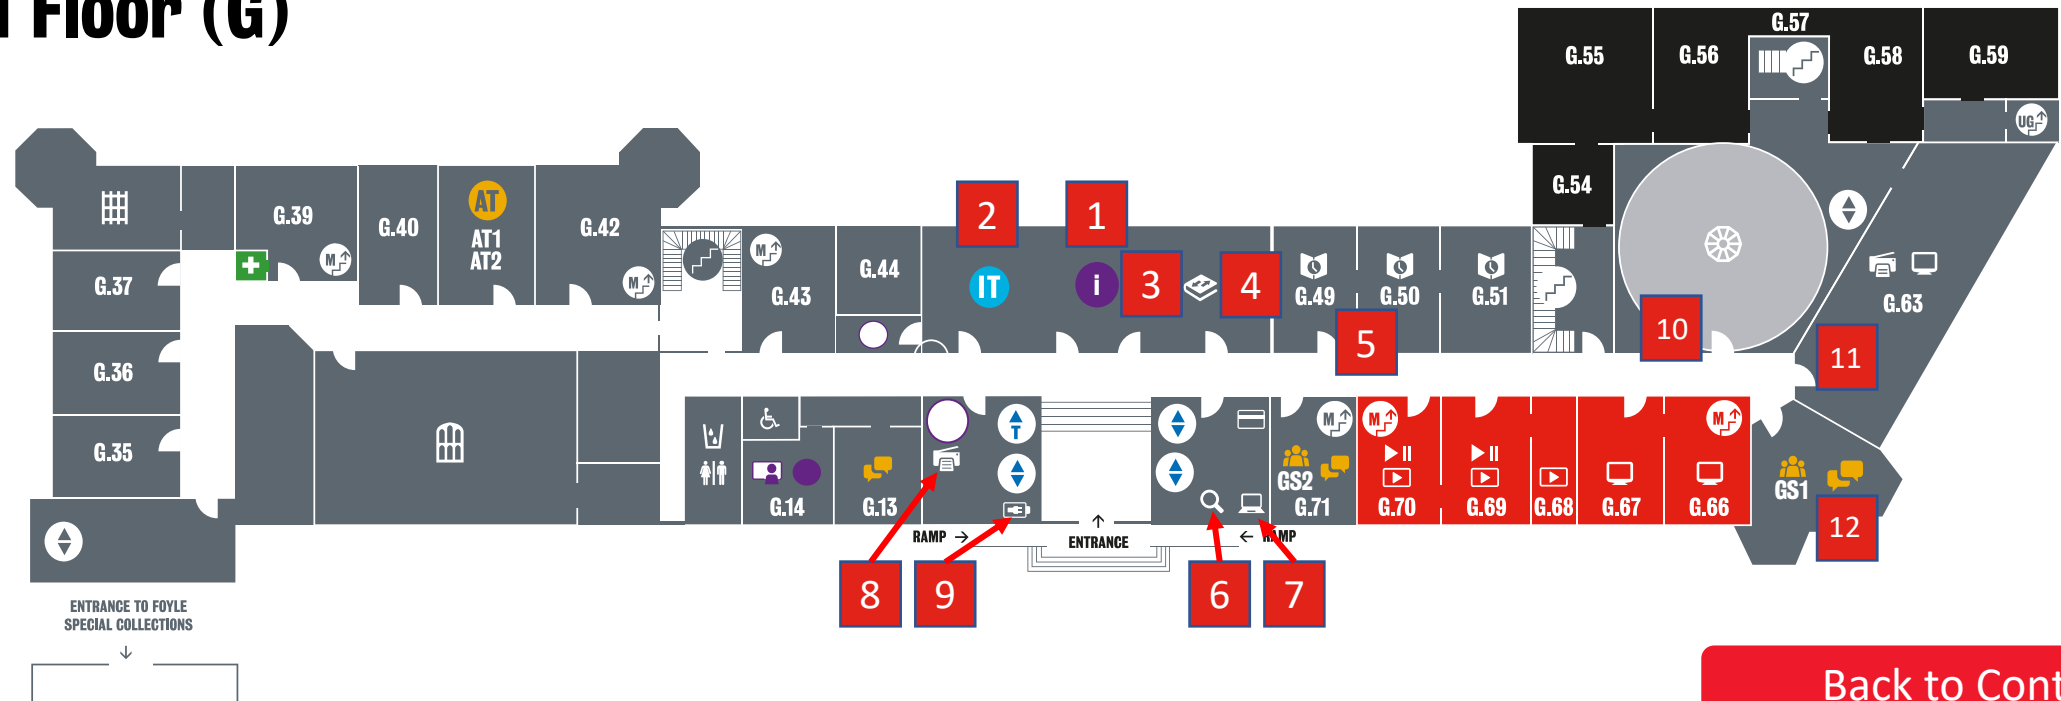 Floor (G)
G.57
G.55
G.56
G.58
G.59
UG
G.54
G.39
G.40
AT
AT1
AT2
G.42
M
M
M
G.43
G.44
2
IT
1
i
3
4
G.49
G.50
G.51
5
10
G.63
11
G.37
G.36
G.35
G.14
G.13
T
M
GS2
G.71
M
G.70
G.69
G.68
G.67
M
G.66
GS1
12
RAMP →
↑
ENTRANCE
← RAMP
8
9
6
7
ENTRANCE TO FOYLE
SPECIAL COLLECTIONS
↓
Back to Cont